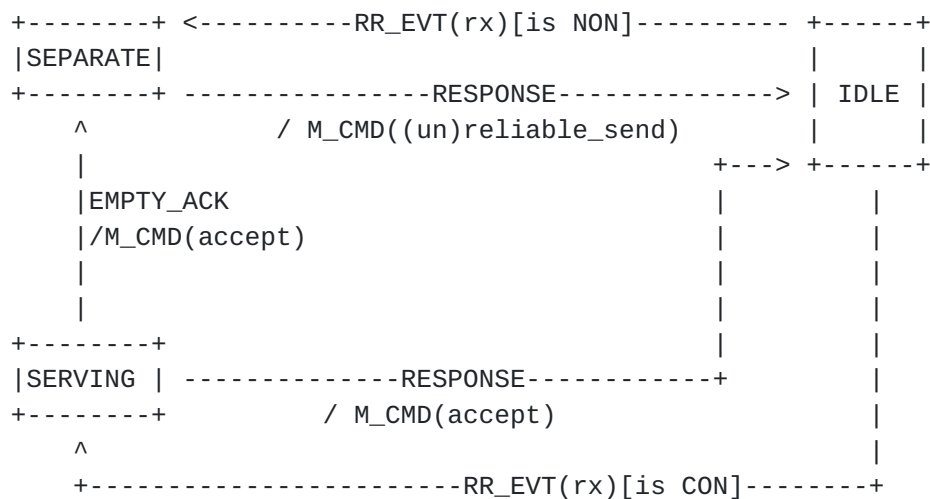 <----------RR_EVT(rx)[is NON]----------
SEPARATE
----------------RESPONSE--------------> IDLE
/ M_CMD((un)reliable_send)
EMPTY_ACK
/M_CMD(accept)
SERVING --------------RESPONSE------------+
/ M_CMD(accept)
+------------------------RR_EVT(rx)[is CON]--------+